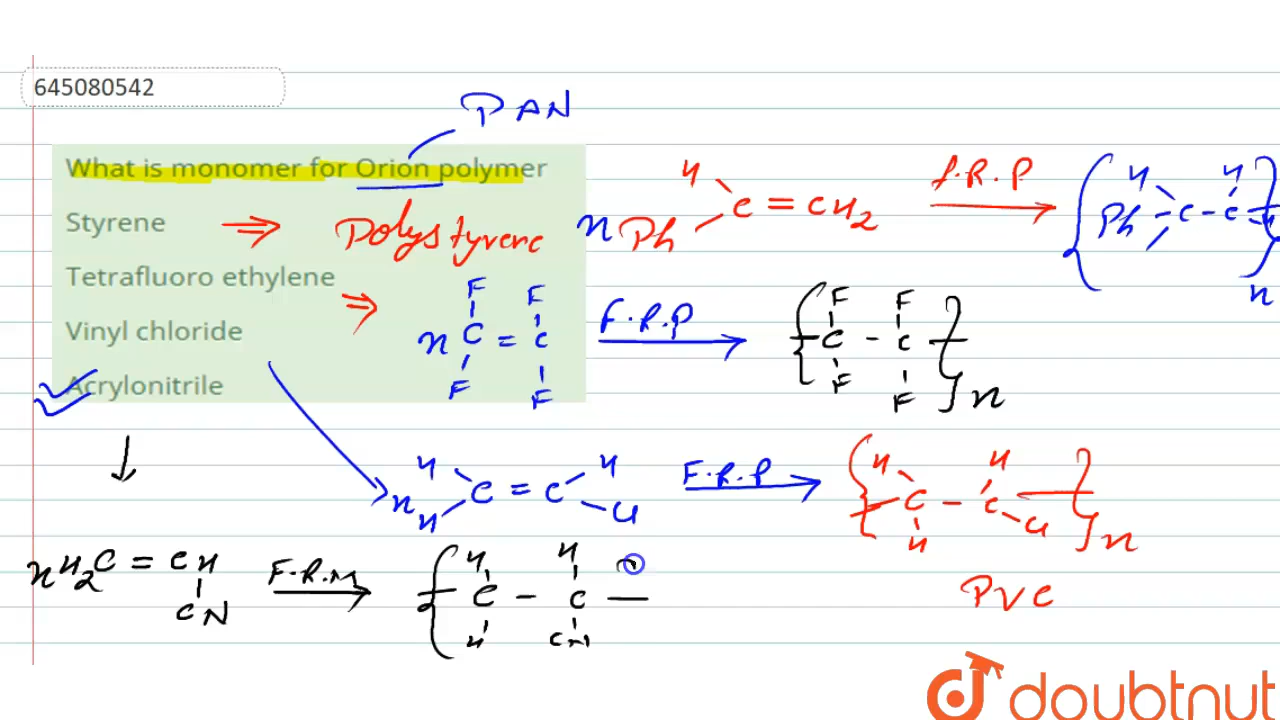 645080542
PAN
What is monomer for Orion polymer
Styrene
Polystyrene
Tetrafluoro ethylene
Vinyl chloride
Acrylonitrile
H
n Ph C = CH2
F.R.P
H H
Ph - C - C - H
n
F F
n C = C
F F
F.R.P
F F
C - C
F F
n
H H
n C = C
H Cl
F.R.P
H H
C - C
H Cl
n
PVC
n H2C = CH
CN
F.R.M
H H
C - C -
H CN
doubtnut